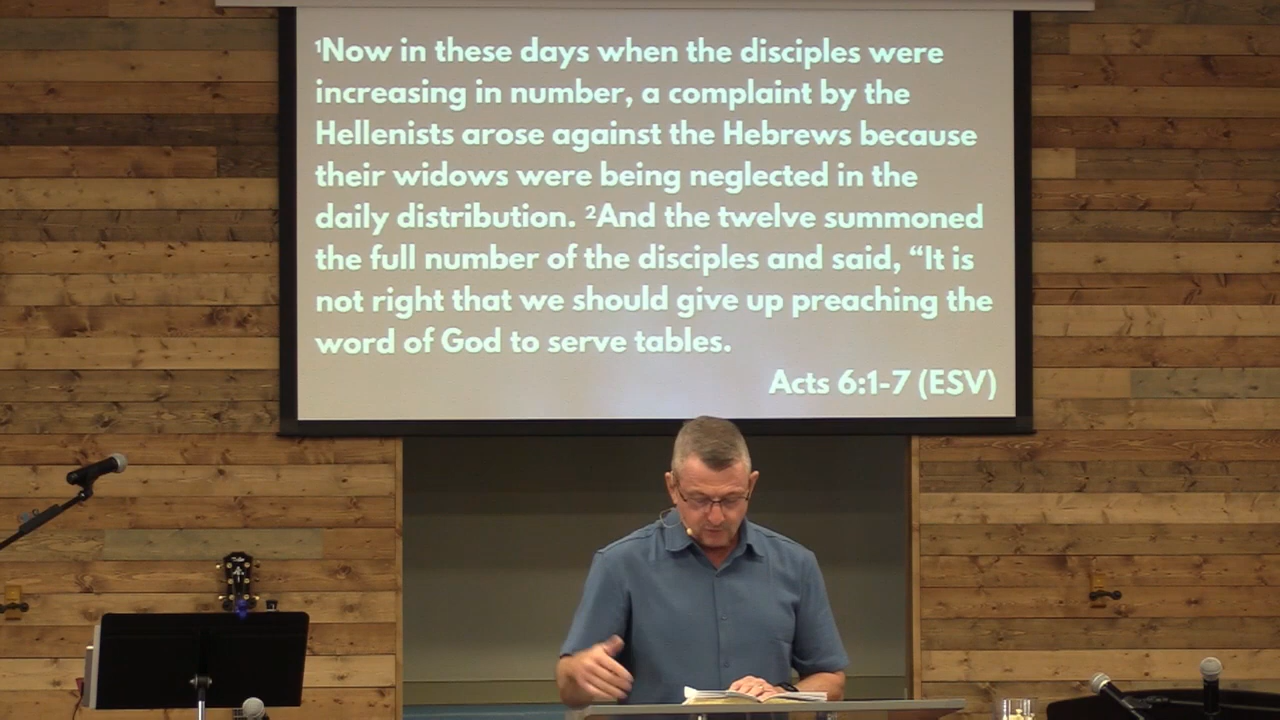 ¹Now in these days when the disciples were
increasing in number, a complaint by the
Hellenists arose against the Hebrews because
their widows were being neglected in the
daily distribution. ²And the twelve summoned
the full number of the disciples and said, “It is
not right that we should give up preaching the
word of God to serve tables.
Acts 6:1-7 (ESV)